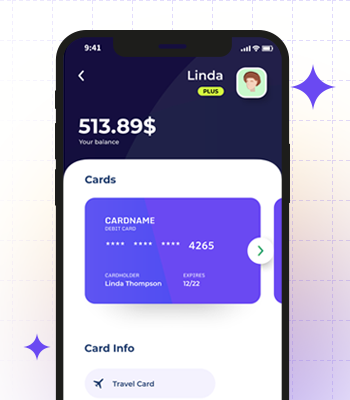 9:41
Linda
PLUS
513.89$
Your balance
Cards
CARDNAME
DEBIT CARD
**** **** **** 4265
CARDHOLDER EXPIRES
Linda Thompson 12/22
Card Info
Travel Card